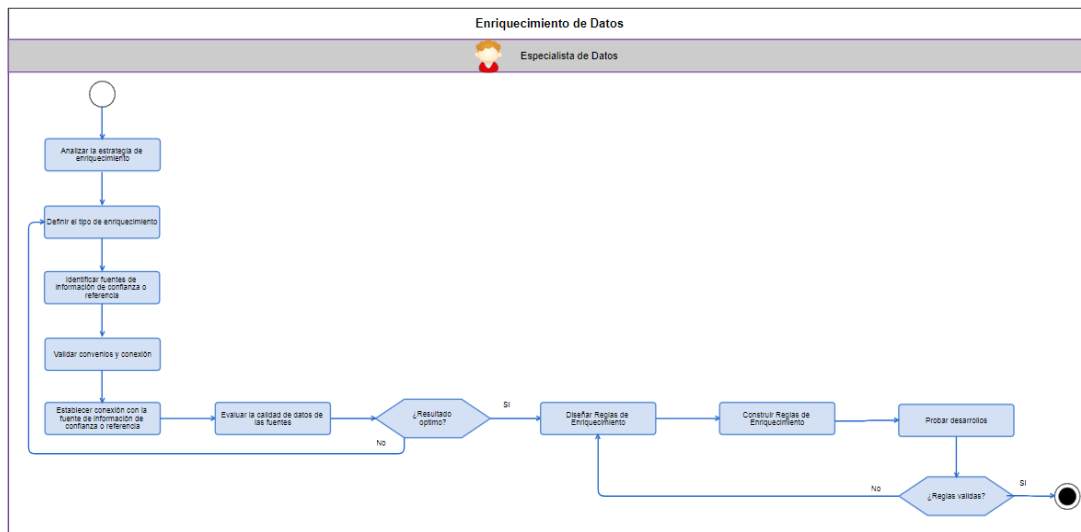 Enriquecimiento de Datos
Especialista de Datos
Analizar la estrategia de
enriquecimiento
Definir el tipo de enriquecimiento
Identificar fuentes de
información de confianza o
referencia
Validar convenios y conexión
Establecer conexión con la
fuente de información de
confianza o referencia
Evaluar la calidad de datos de
las fuentes
¿Resultado
optimo?
SI
No
Diseñar Reglas de
Enriquecimiento
Construir Reglas de
Enriquecimiento
Probar desarrollos
¿Reglas validas?
No
SI